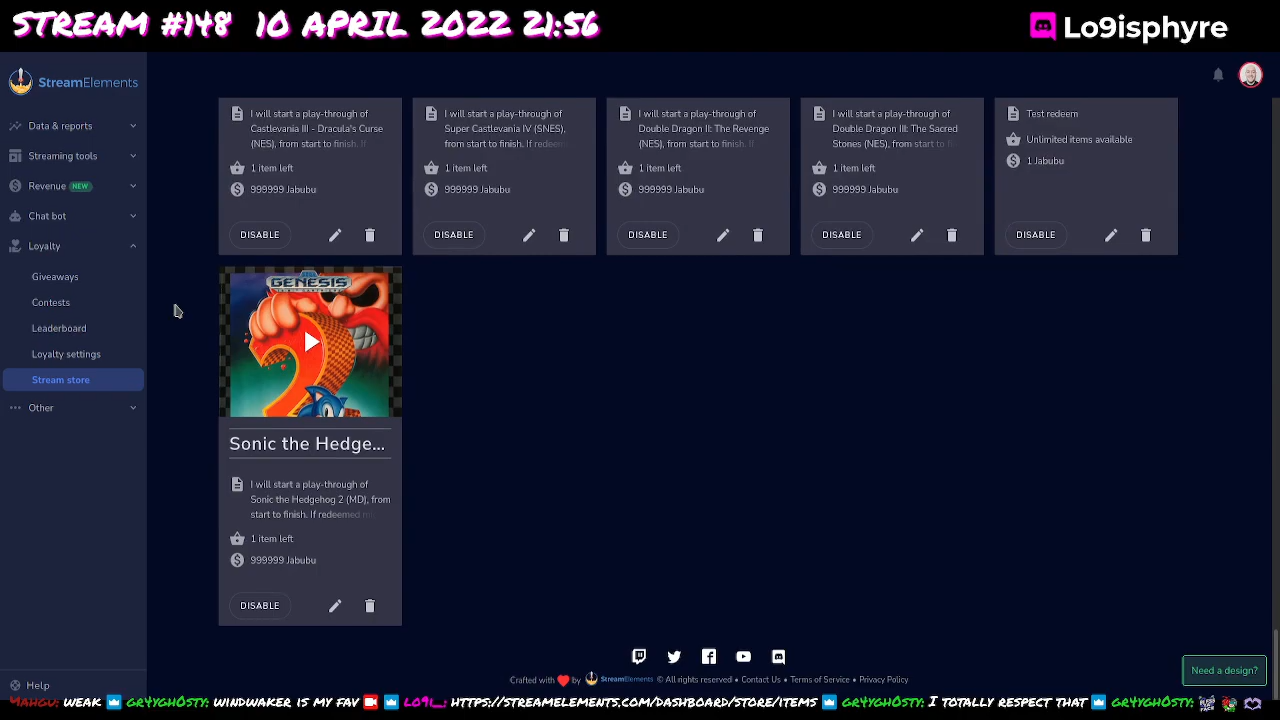 STREAM #148 10 APRIL 2022 21:56
Lo9isphyre
StreamElements
Data & reports
Streaming tools
Revenue NEW
Chat bot
Loyalty
Giveaways
Contests
Leaderboard
Loyalty settings
Stream store
Other
Help
I will start a play-through of
Castlevania III - Dracula's Curse
(NES), from start to finish. If
1 item left
999999 Jabubu
DISABLE
I will start a play-through of
Super Castlevania IV (SNES),
from start to finish. If redeem
1 item left
999999 Jabubu
DISABLE
I will start a play-through of
Double Dragon II: The Revenge
(NES), from start to finish. If
1 item left
999999 Jabubu
DISABLE
I will start a play-through of
Double Dragon III: The Sacred
Stones (NES), from start to
1 item left
999999 Jabubu
DISABLE
Test redeem
Unlimited items available
1 Jabubu
DISABLE
SEGA
GENESIS
2
Sonic the Hedge...
I will start a play-through of
Sonic the Hedgehog 2 (MD), from
start to finish. If redeemed
1 item left
999999 Jabubu
DISABLE
Crafted with by StreamElements © All rights reserved • Contact Us • Terms of Service • Privacy Policy
Need a design?
MAHGU: WEAK GR4YGHOSTY: WINDWAKER IS MY FAV LO9I_: HTTPS://STREAMELEMENTS.COM/DASHBOARD/STORE/ITEMS GR4YGHOSTY: I TOTALLY RESPECT THAT GR4YGHOSTY: